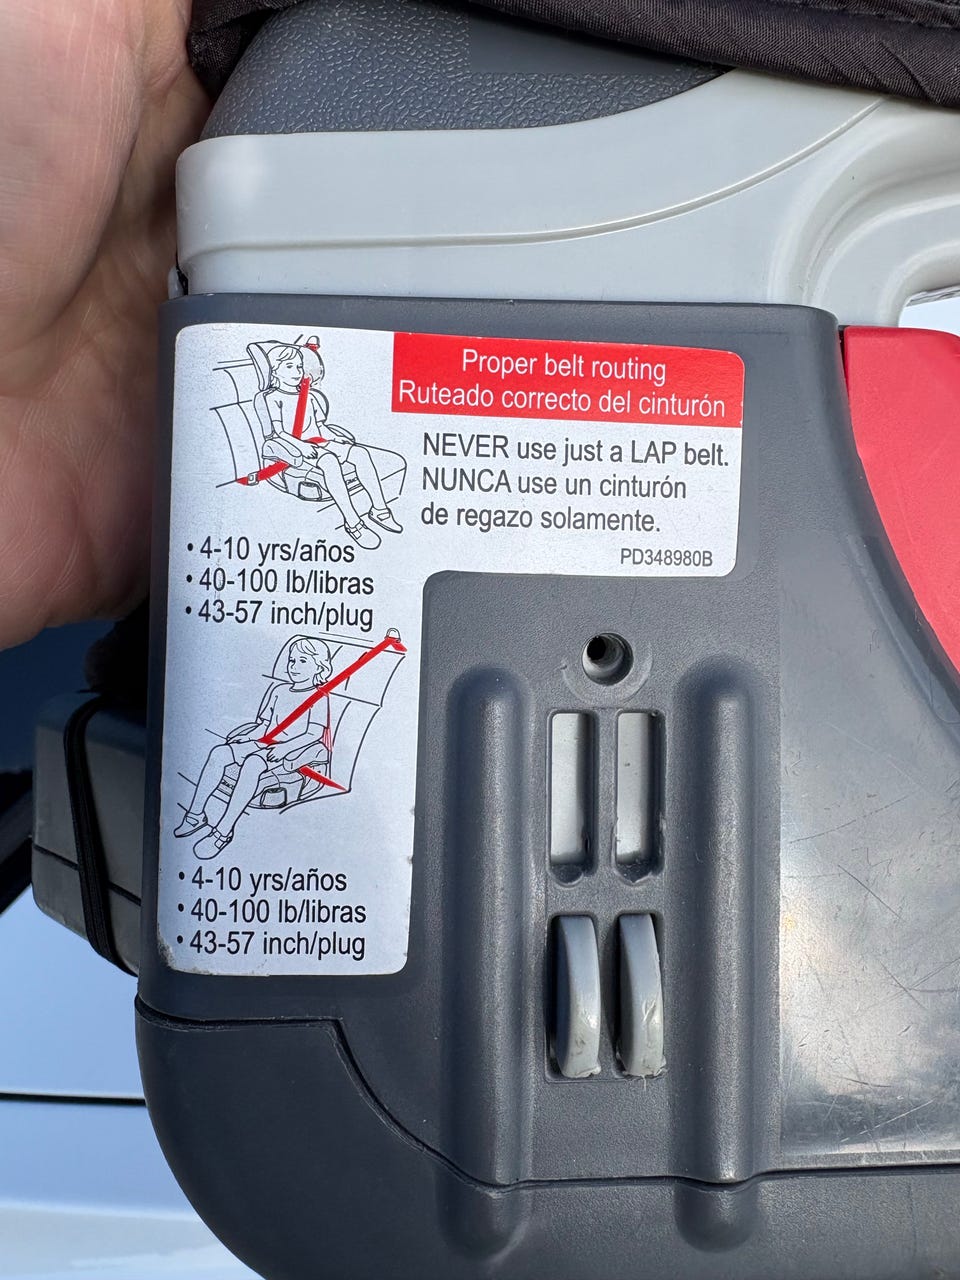 Proper belt routing
Ruteado correcto del cinturón
NEVER use just a LAP belt.
NUNCA use un cinturón
de regazo solamente.
PD348980B
• 4-10 yrs/años
• 40-100 lb/libras
• 43-57 inch/plug
• 4-10 yrs/años
• 40-100 lb/libras
• 43-57 inch/plug